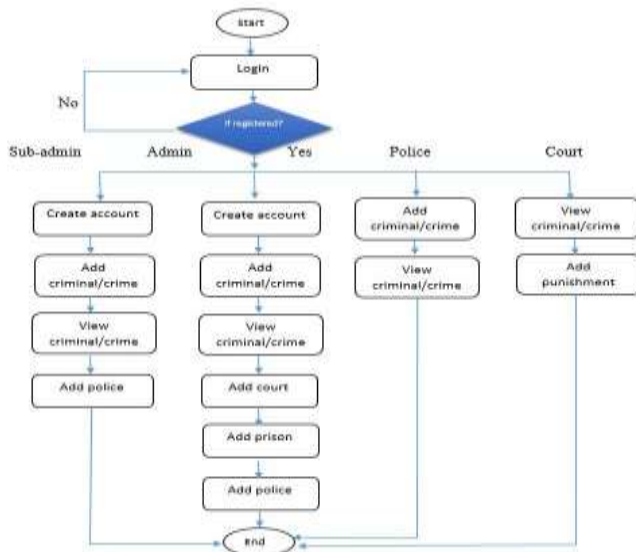 Start
Login
No
If registered?
Sub-admin
Admin
Yes
Police
Court
Create account
Create account
Add
criminal/crime
View
criminal/crime
Add
criminal/crime
Add
criminal/crime
View
criminal/crime
Add
punishment
View
criminal/crime
View
criminal/crime
Add police
Add court
Add prison
Add police
End